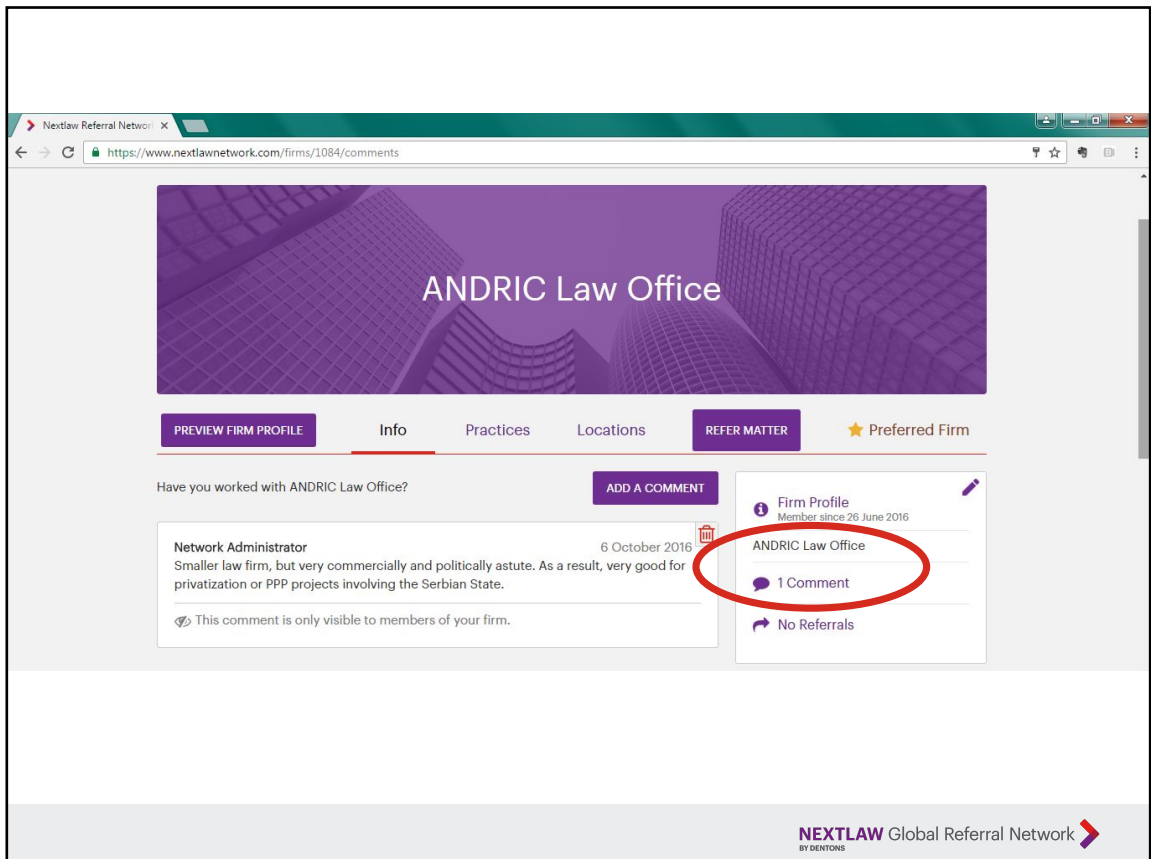 Nextlaw Referral Networ
https://www.nextlawnetwork.com/firms/1084/comments
ANDRIC Law Office
PREVIEW FIRM PROFILE
Info
Practices
Locations
REFER MATTER
Preferred Firm
Have you worked with ANDRIC Law Office?
ADD A COMMENT
Network Administrator
6 October 2016
Smaller law firm, but very commercially and politically astute. As a result, very good for
privatization or PPP projects involving the Serbian State.
This comment is only visible to members of your firm.
Firm Profile
Member since 26 June 2016
ANDRIC Law Office
1 Comment
No Referrals
NEXTLAW Global Referral Network
BY DENTONS